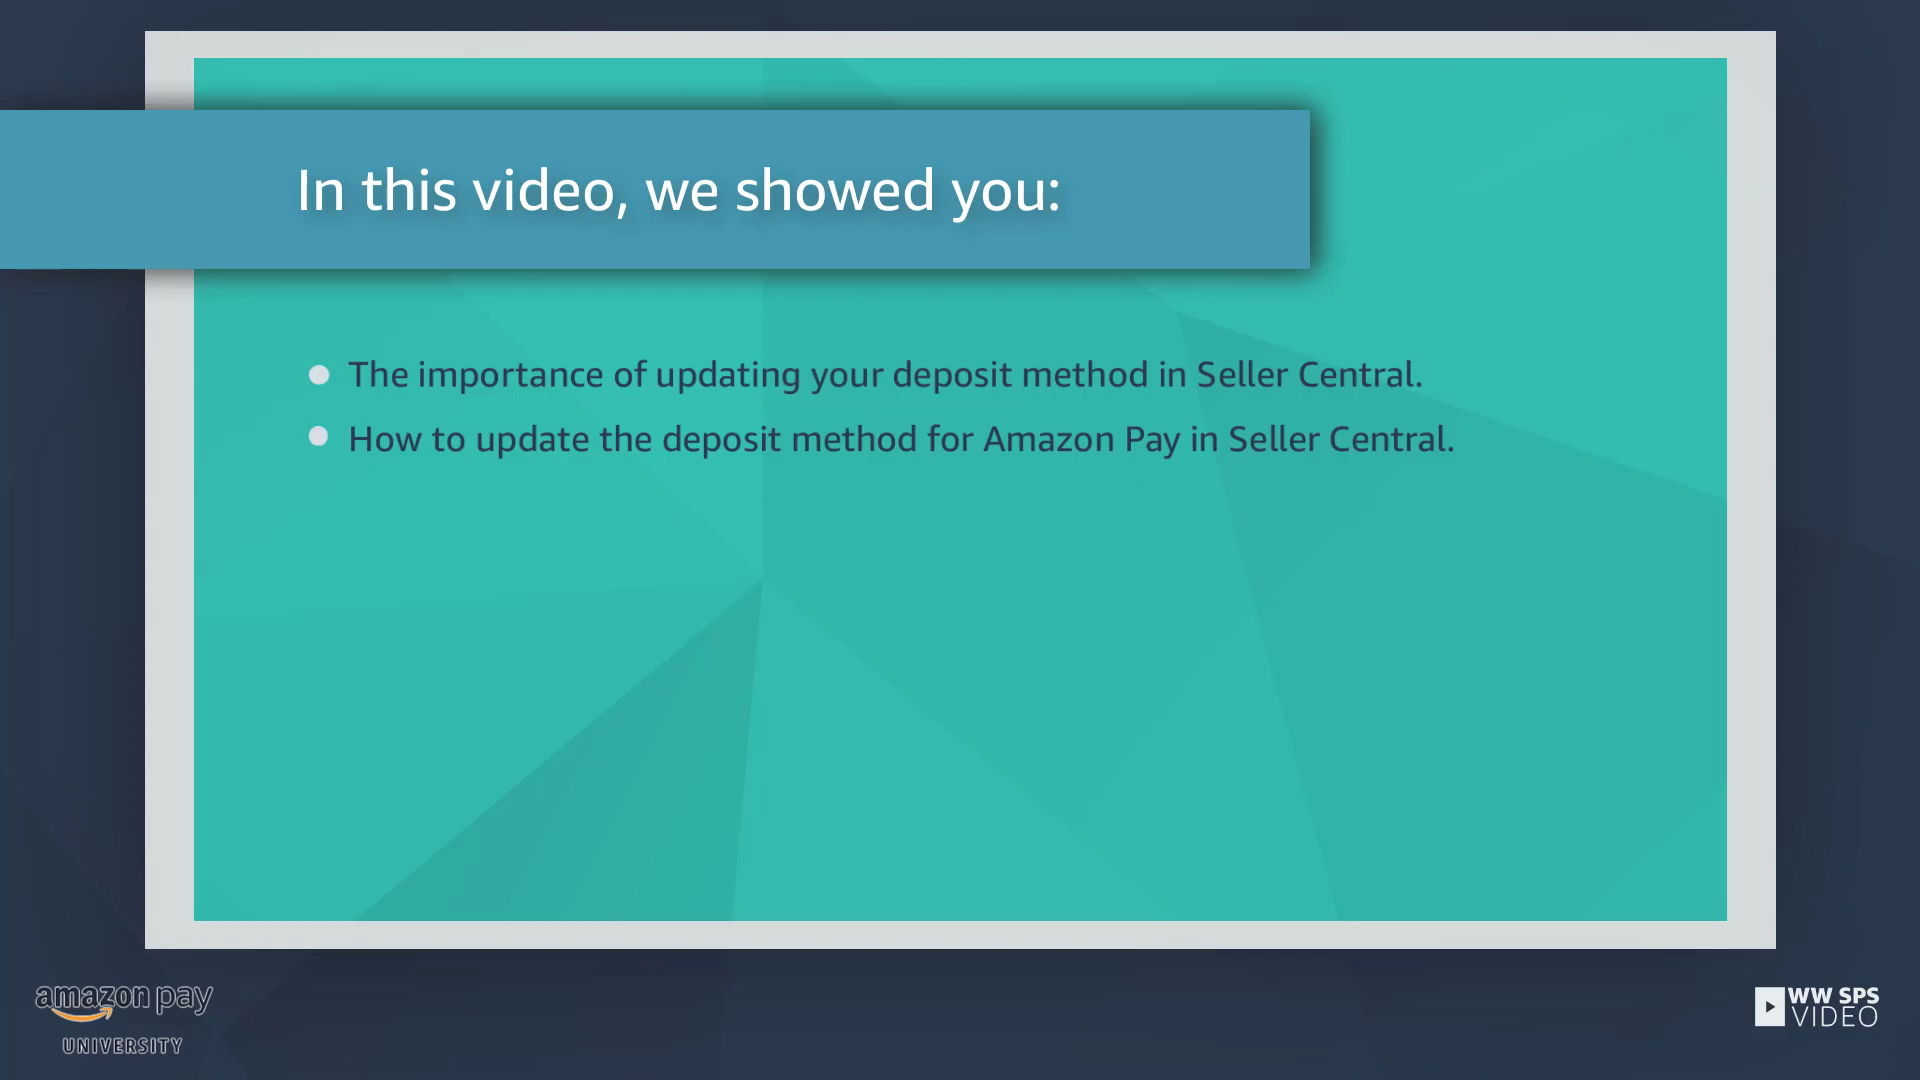 In this video, we showed you:
The importance of updating your deposit method in Seller Central.
How to update the deposit method for Amazon Pay in Seller Central.
amazon pay
UNIVERSITY
WW SPS
VIDEO